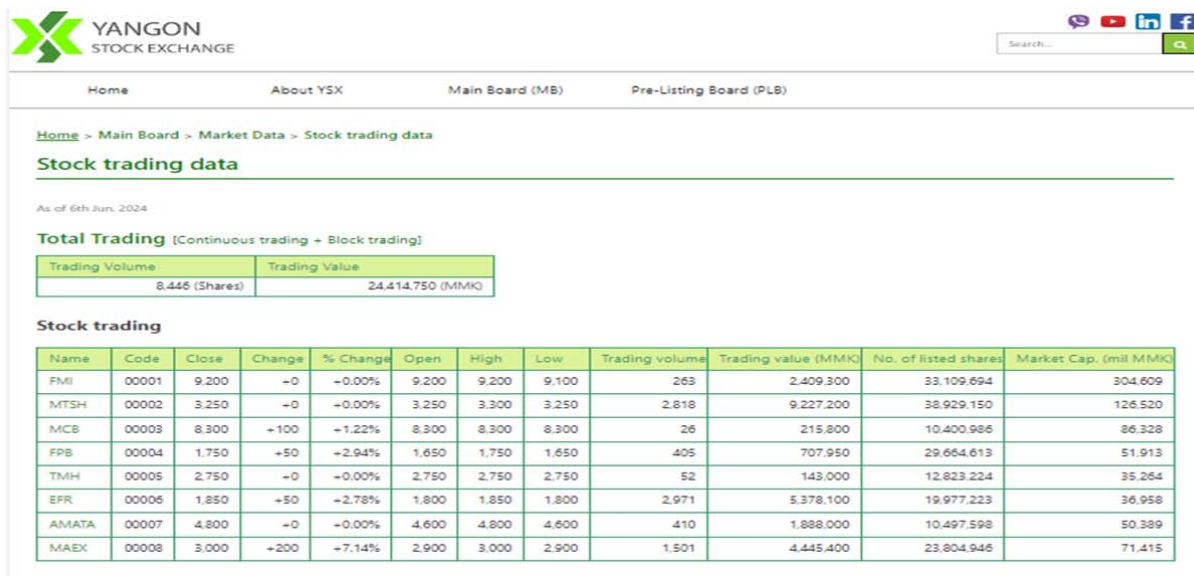 YANGON
STOCK EXCHANGE
Search...
Home About YSX Main Board (MB) Pre-Listing Board (PLB)
Home > Main Board > Market Data > Stock trading data
Stock trading data
As of 6th Jun. 2024
Total Trading [Continuous trading + Block trading]
Trading Volume Trading Value
8,446 (Shares) 24,414,750 (MMK)
Stock trading
Name Code Close Change % Change Open High Low Trading volume Trading value (MMK) No. of listed shares Market Cap. (mil MMK)
FMI 00001 9,200 +0 +0.00% 9,200 9,200 9,100 263 2,409,300 33,109,694 304,609
MTSH 00002 3,250 +0 +0.00% 3,250 3,300 3,250 2,818 9,227,200 38,929,150 126,520
MCB 00003 8,300 +100 +1.22% 8,300 8,300 8,300 26 215,800 10,400,986 86,328
FPB 00004 1,750 +50 +2.94% 1,650 1,750 1,650 405 707,950 29,664,613 51,913
TMH 00005 2,750 +0 +0.00% 2,750 2,750 2,750 52 143,000 12,823,224 35,264
EFR 00006 1,850 +50 +2.78% 1,800 1,850 1,800 2,971 5,378,100 19,977,223 36,958
AMATA 00007 4,800 +0 +0.00% 4,600 4,800 4,600 410 1,888,000 10,497,598 50,389
MAEX 00008 3,000 +200 +7.14% 2,900 3,000 2,900 1,501 4,445,400 23,804,946 71,415